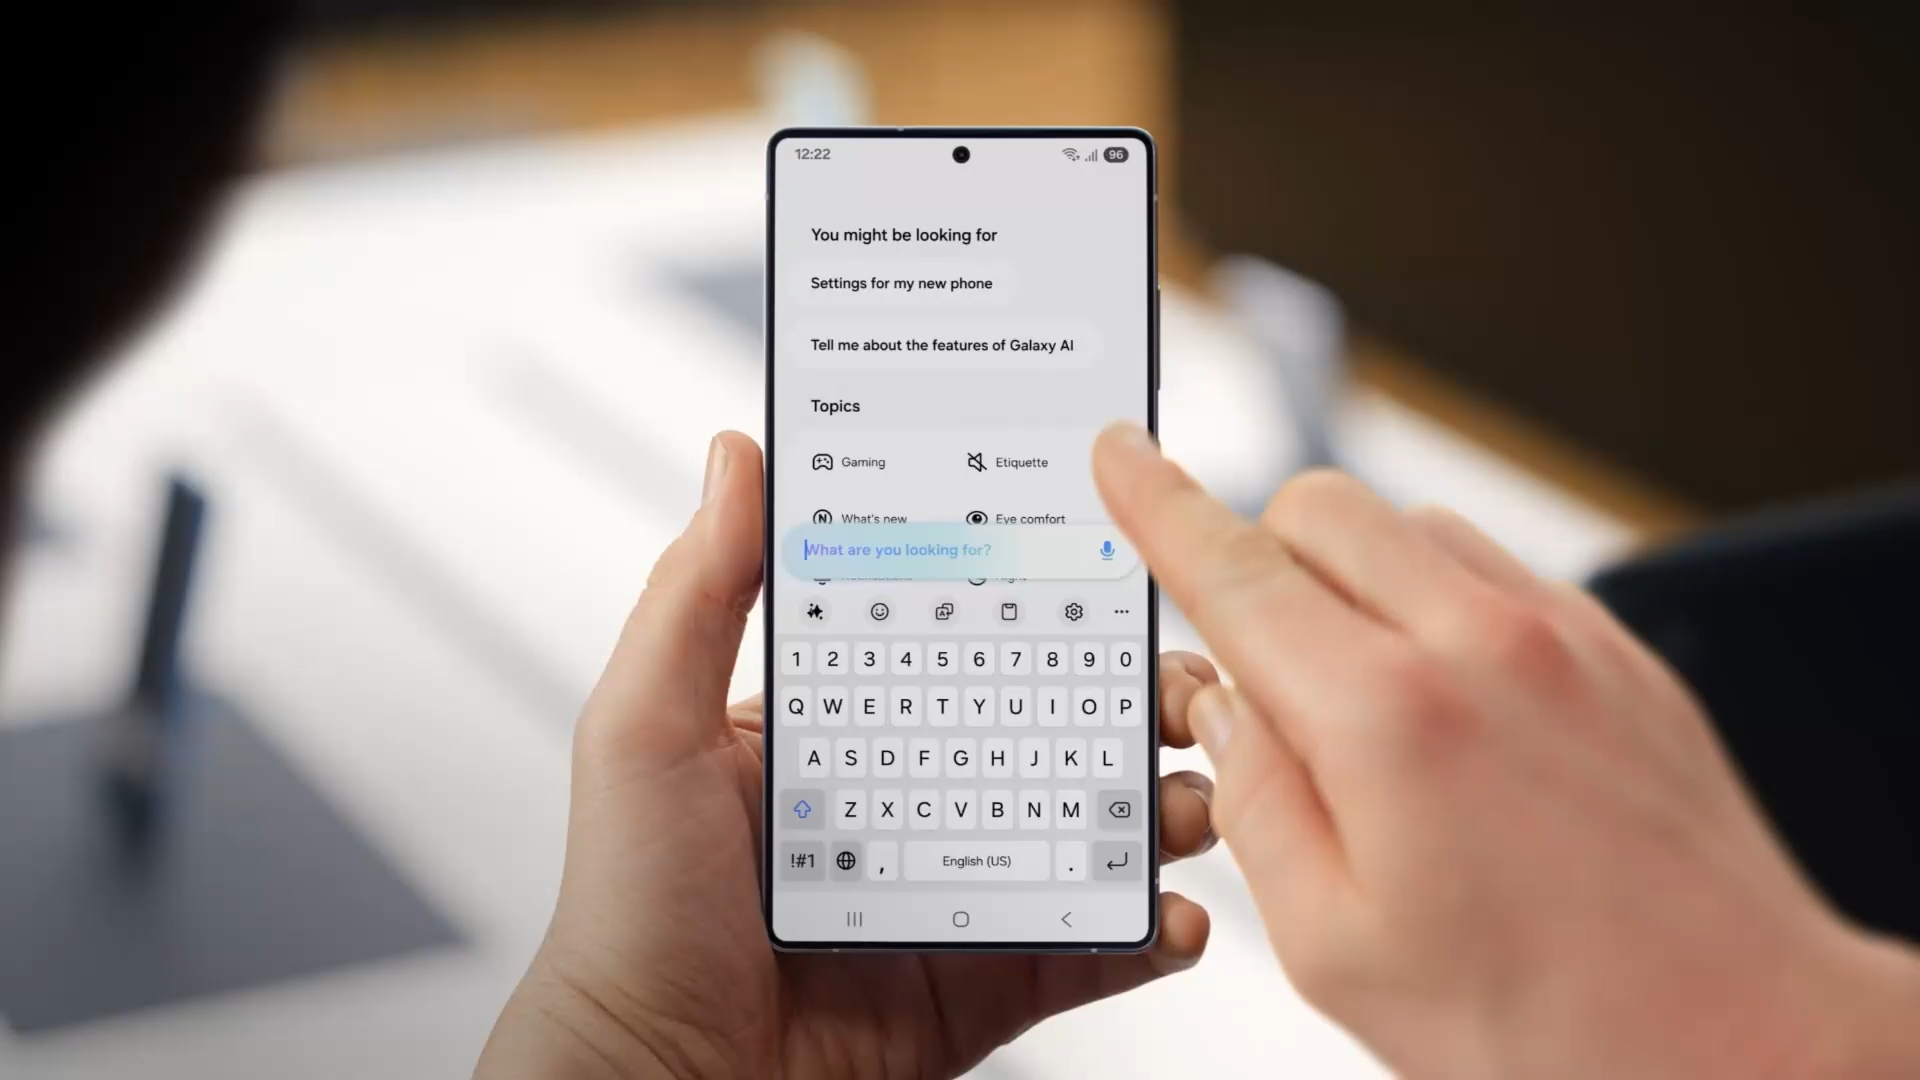 12:22
96
You might be looking for
Settings for my new phone
Tell me about the features of Galaxy AI
Topics
Gaming
Etiquette
What's new
Eye comfort
What are you looking for?
1 2 3 4 5 6 7 8 9 0
Q W E R T Y U I O P
A S D F G H J K L
Z X C V B N M
!#1 , English (US) .